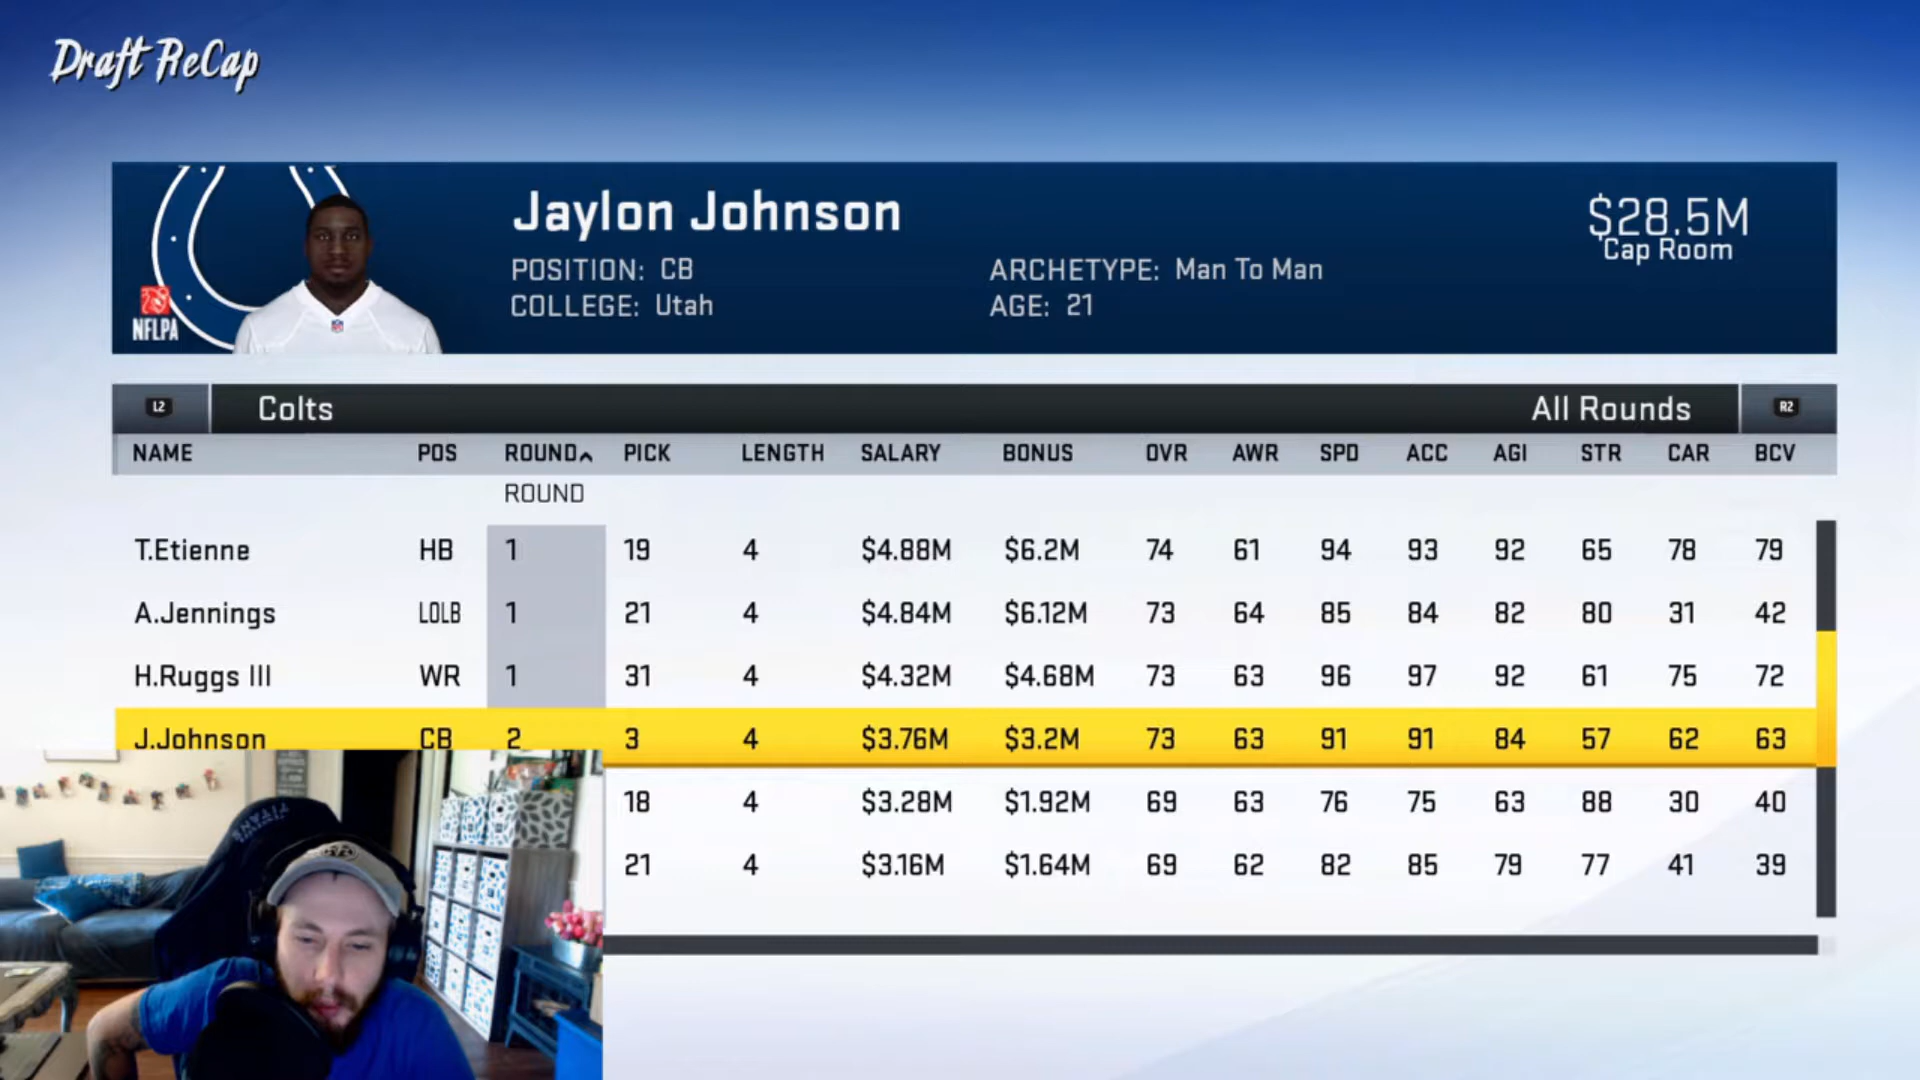 Draft ReCap
Jaylon Johnson
POSITION: CB
COLLEGE: Utah
ARCHETYPE: Man To Man
AGE: 21
$28.5M
Cap Room
NFLPA
L2 Colts All Rounds R2
NAME POS ROUND PICK LENGTH SALARY BONUS OVR AWR SPD ACC AGI STR CAR BCV
ROUND
T.Etienne HB 1 19 4 $4.88M $6.2M 74 61 94 93 92 65 78 79
A.Jennings LOLB 1 21 4 $4.84M $6.12M 73 64 85 84 82 80 31 42
H.Ruggs III WR 1 31 4 $4.32M $4.68M 73 63 96 97 92 61 75 72
J.Johnson CB 2 3 4 $3.76M $3.2M 73 63 91 91 84 57 62 63
18 4 $3.28M $1.92M 69 63 76 75 63 88 30 40
21 4 $3.16M $1.64M 69 62 82 85 79 77 41 39